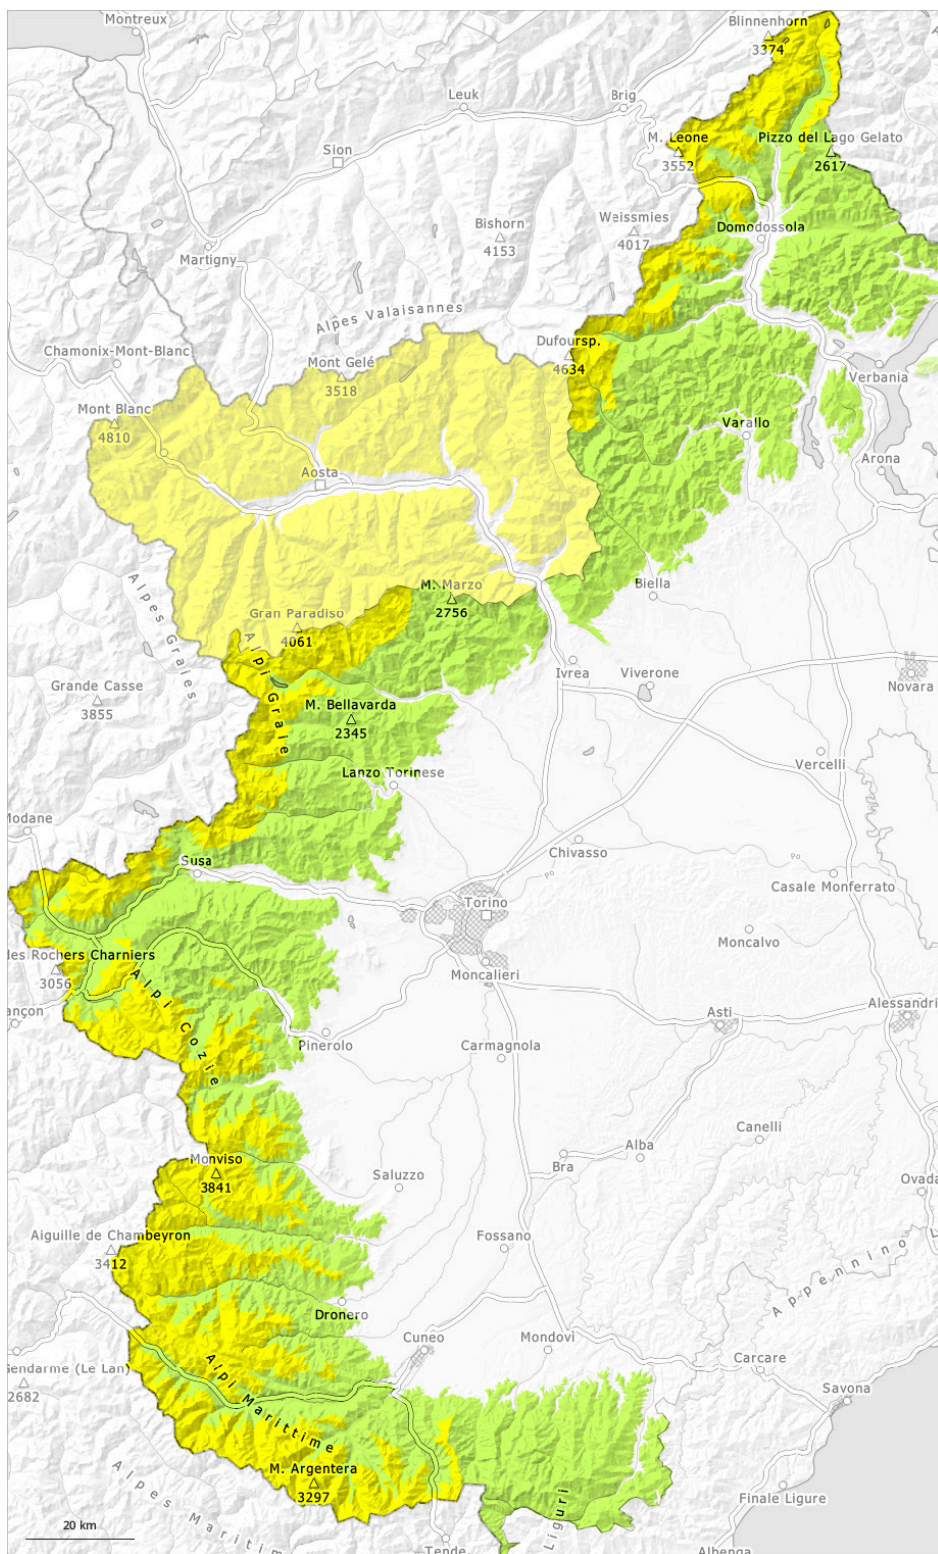 Montreux
Blinnenhorn
3374
Leuk
Brig
M. Leone
3552
Pizzo del Lago Gelato
2617
Sion
Bishorn
4153
Weissmies
4017
Domodossola
Martigny
Alpes Valaisannes
Chamonix-Mont-Blanc
Mont Gelé
3518
Dufoursp.
4634
Verbania
Mont Blanc
4810
Varallo
Aosta
Arona
Alpes Graies
M. Marzo
2756
Biella
Gran Paradiso
4061
Alpi Graie
Ivrea
Viverone
Novara
Grande Casse
3855
M. Bellavarda
2345
Lanzo Torinese
Vercelli
Modane
Susa
Chivasso
Po
Po
Casale Monferrato
Torino
Moncalvo
les Rochers Charniers
3056
Alpi Cozie
Moncalieri
ançon
Asti
Alessandri
Pinerolo
Carmagnola
Canelli
Alba
Bra
Monviso
3841
Saluzzo
Ovada
Aiguille de Chambeyron
3412
Fossano
Appennino L
Dronero
Cuneo
Mondovì
Gendarme (Le Lan)
2682
Alpi Marittime
Carcare
Savona
M. Argentera
3297
Alpes Maritim
Liguri
Finale Ligure
20 km
Tende
Albenga